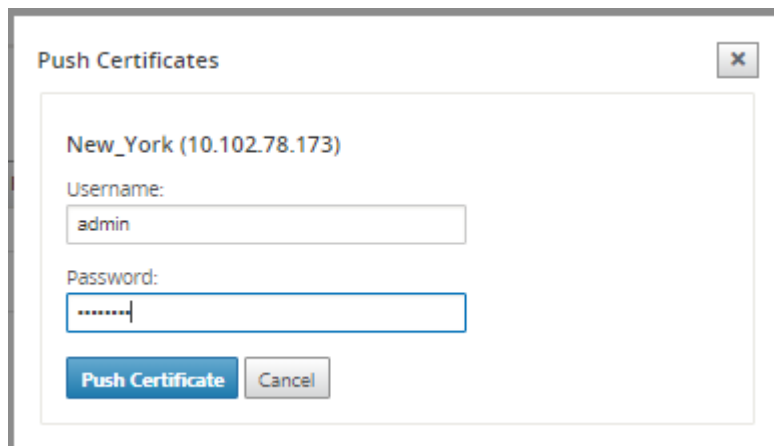 Push Certificates
New_York (10.102.78.173)
Username:
admin
Password:
••••••••
Push Certificate
Cancel